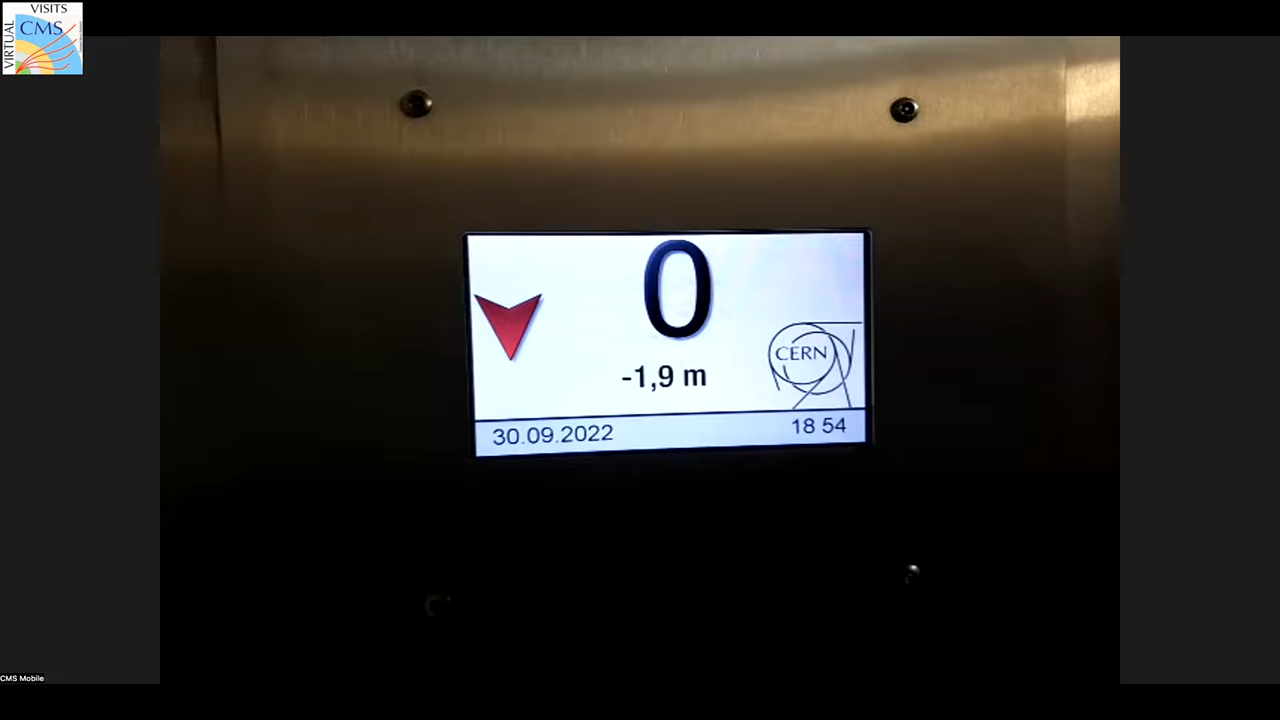 VISITS
VIRTUAL
CMS
0
-1,9 m
CERN
30.09.2022
18 54
CMS Mobile